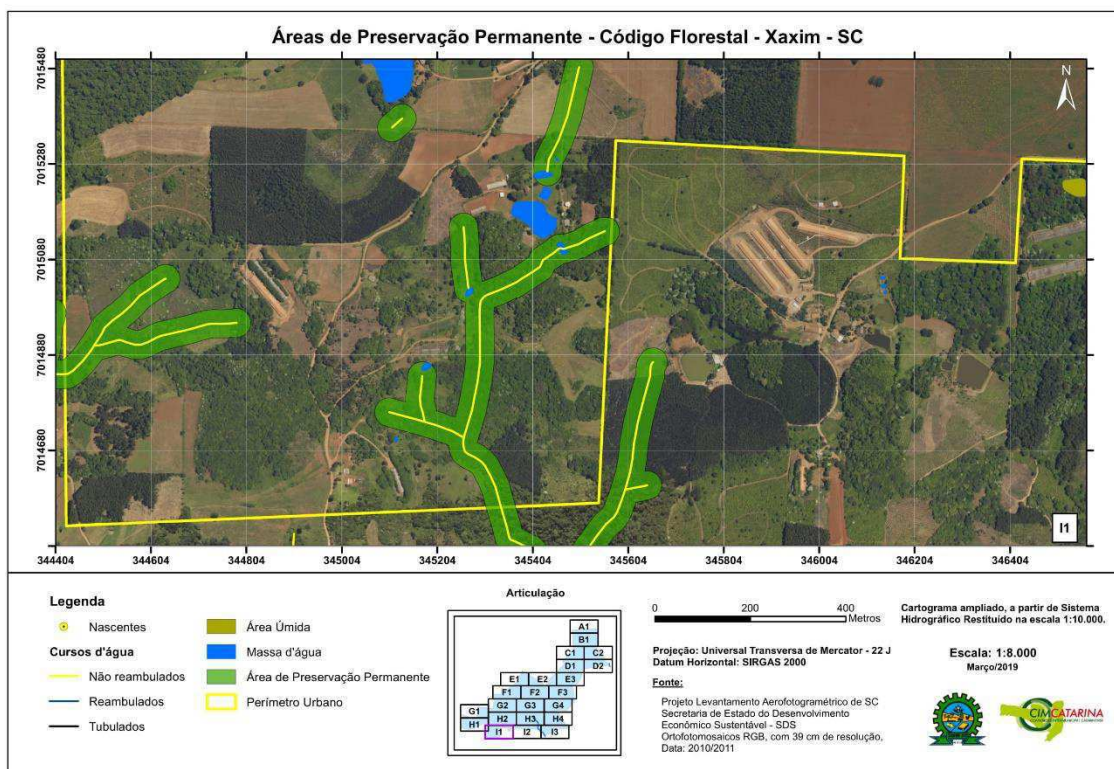 Áreas de Preservação Permanente - Código Florestal - Xaxim - SC
7015480
7015280
7015080
7014880
7014680
N
I1
344404
344604
344804
345004
345204
345404
345604
345804
346004
346204
346404
Legenda
Nascentes
Cursos d'água
Não reambulados
Reambulados
Tubulados
Área Úmida
Massa d'água
Área de Preservação Permanente
Perímetro Urbano
Articulação
A1
B1
C1 C2
D1 D2
E1 E2 E3
F1 F2 F3
G1 G2 G3 G4
H1 H2 H3 H4
I1 I2 I3
0 200 400
Metros
Projeção: Universal Transversa de Mercator - 22 J
Datum Horizontal: SIRGAS 2000
Fonte:
Projeto Levantamento Aerofotogramétrico de SC
Secretaria de Estado do Desenvolvimento
Econômico Sustentável - SDS
Ortofotomosaicos RGB, com 39 cm de resolução,
Data: 2010/2011
Cartograma ampliado, a partir de Sistema
Hidrográfico Restituído na escala 1:10.000.
Escala: 1:8.000
Março/2019
CIMCATARINA